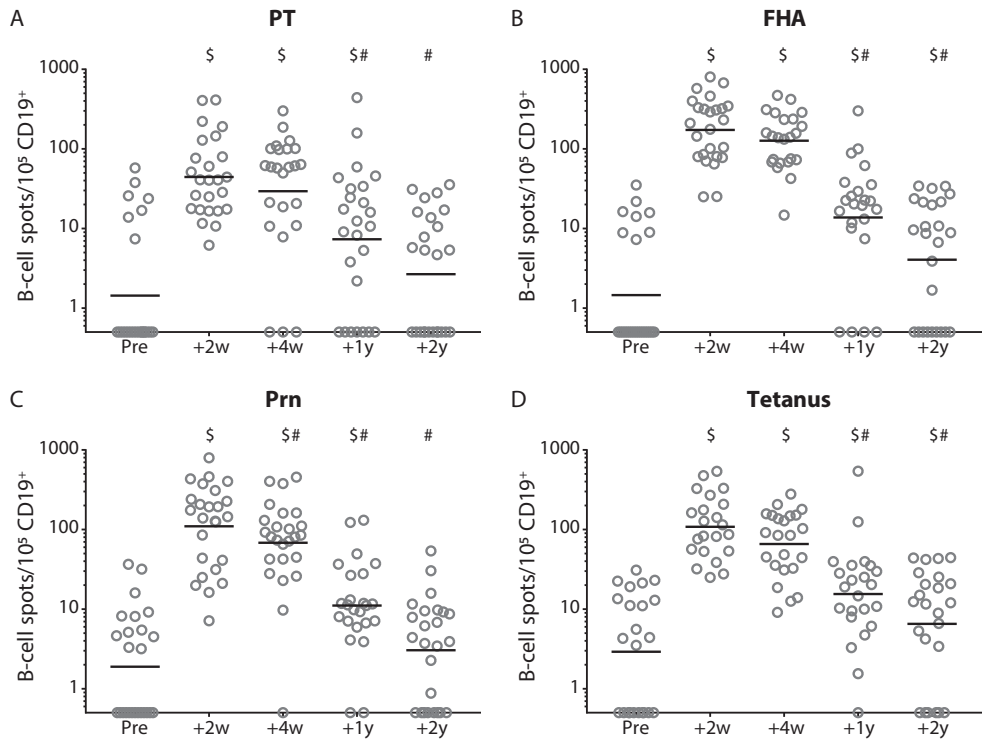 A PT
B-cell spots/10⁵ CD19⁺
$ $ $# #
1000
100
10
1
Pre +2w +4w +1y +2y
B FHA
B-cell spots/10⁵ CD19⁺
$ $ $# $#
1000
100
10
1
Pre +2w +4w +1y +2y
C Prn
B-cell spots/10⁵ CD19⁺
$ $# $# #
1000
100
10
1
Pre +2w +4w +1y +2y
D Tetanus
B-cell spots/10⁵ CD19⁺
$ $ $# $#
1000
100
10
1
Pre +2w +4w +1y +2y